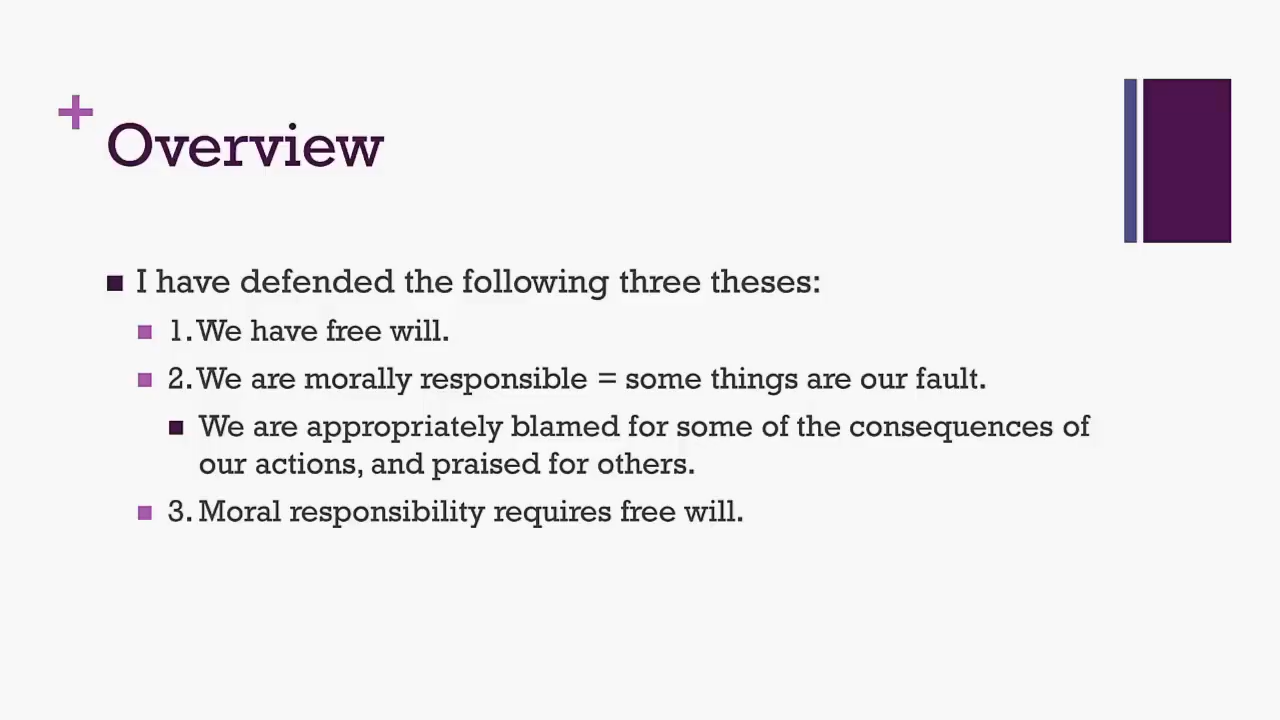 Overview
I have defended the following three theses:
1. We have free will.
2. We are morally responsible = some things are our fault.
We are appropriately blamed for some of the consequences of
our actions, and praised for others.
3. Moral responsibility requires free will.